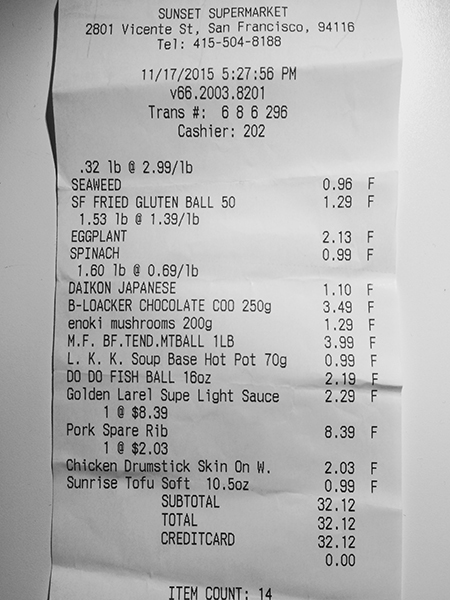 SUNSET SUPERMARKET
2801 Vicente St, San Francisco, 94116
Tel: 415-504-8188
11/17/2015 5:27:56 PM
v66.2003.8201
Trans #: 6 8 6 296
Cashier: 202
.32 lb @ 2.99/lb
SEAWEED 0.96 F
SF FRIED GLUTEN BALL 50 1.29 F
1.53 lb @ 1.39/lb
EGGPLANT 2.13 F
SPINACH 0.99 F
1.60 lb @ 0.69/lb
DAIKON JAPANESE 1.10 F
B-LOACKER CHOCOLATE COO 250g 3.49 F
enoki mushrooms 200g 1.29 F
M.F. BF.TEND.MTBALL 1LB 3.99 F
L. K. K. Soup Base Hot Pot 70g 0.99 F
DO DO FISH BALL 16oz 2.19 F
Golden Larel Supe Light Sauce 2.29 F
1 @ $8.39
Pork Spare Rib 8.39 F
1 @ $2.03
Chicken Drumstick Skin On W. 2.03 F
Sunrise Tofu Soft 10.5oz 0.99 F
SUBTOTAL 32.12
TOTAL 32.12
CREDITCARD 32.12
0.00
ITEM COUNT: 14